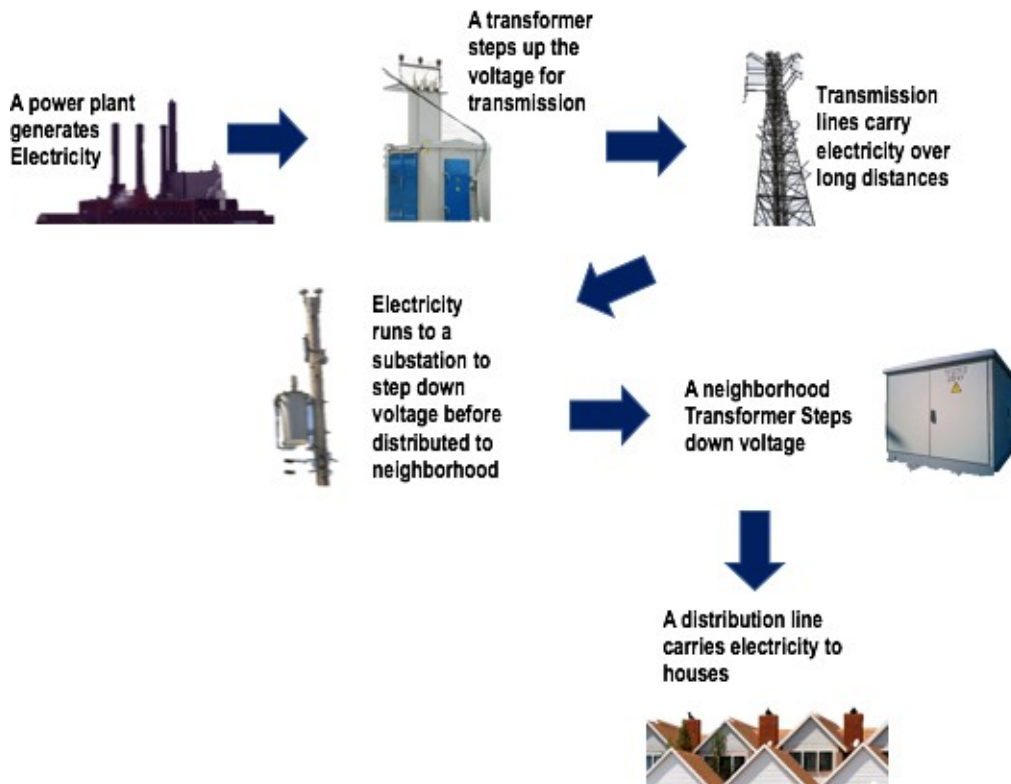 A power plant
generates
Electricity
A transformer
steps up the
voltage for
transmission
Transmission
lines carry
electricity over
long distances
Electricity
runs to a
substation to
step down
voltage before
distributed to
neighborhood
A neighborhood
Transformer Steps
down voltage
A distribution line
carries electricity to
houses